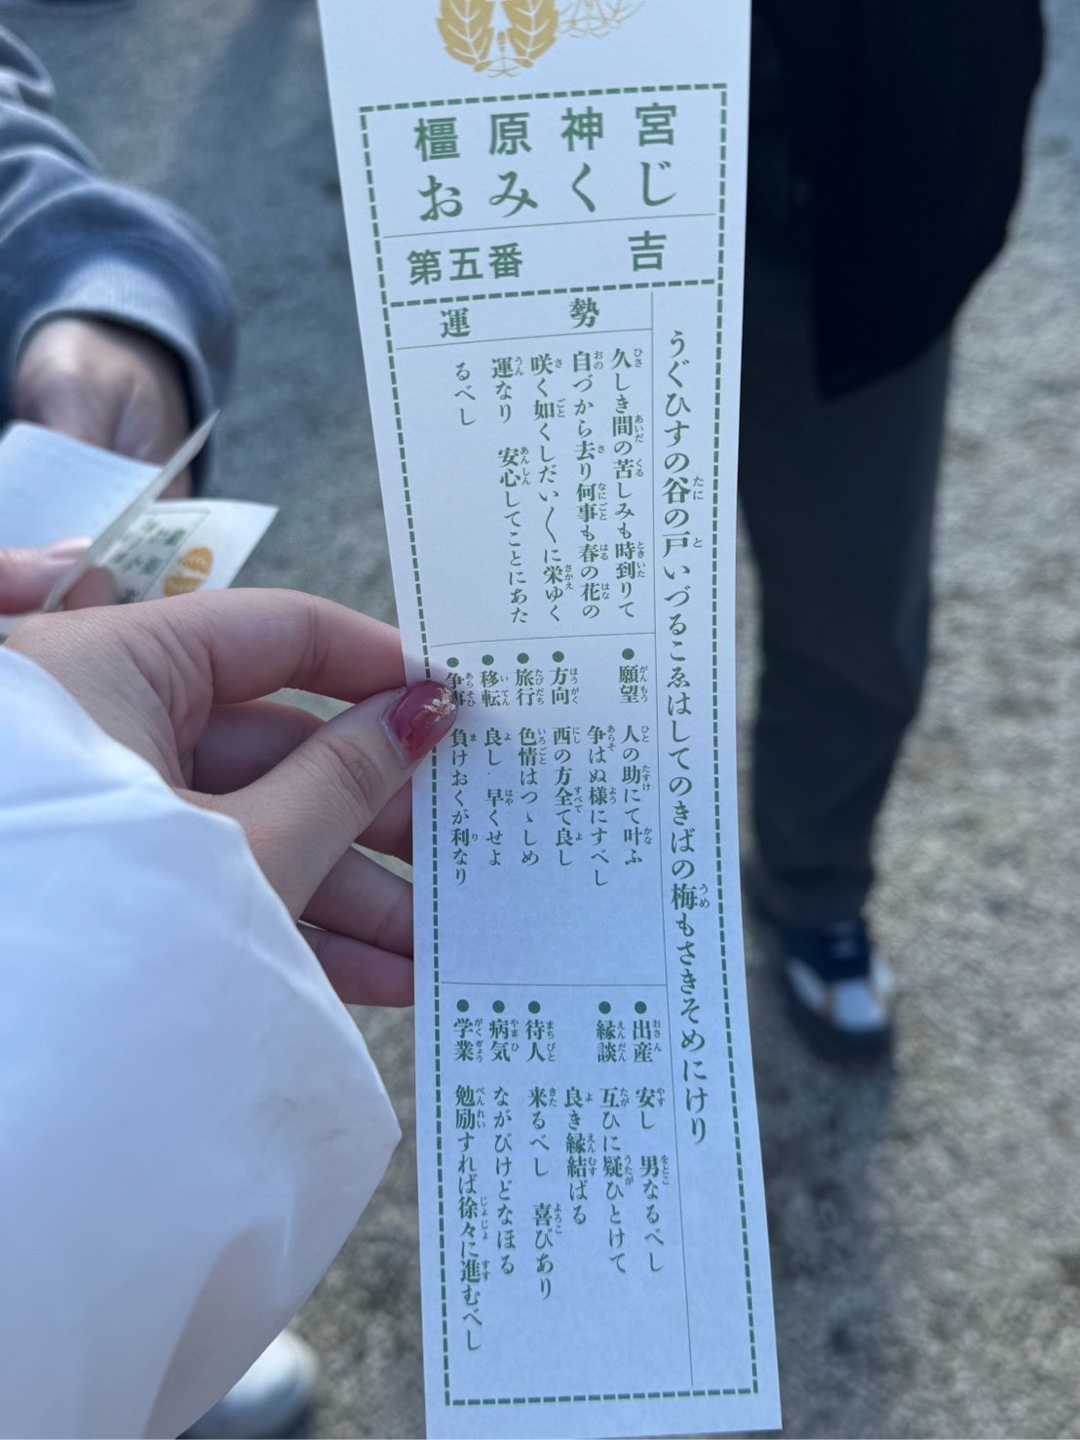 橿原神宮
おみくじ
第五番 吉
うぐひすの谷の戸いづるこゑはしてのきばの梅もさきそめにけり
運勢
久しき間の苦しみも時到りて
自づから去り何事も春の花の
咲く如くしだい〱に栄ゆく
運なり 安心してことにあた
るべし
●願望 人の助にて叶ふ
争はぬ様にすべし
●方向 西の方全て良し
●旅行 色情はつゝしめ
●移転 良し 早くせよ
●争事 負けおくが利なり
●出産 安し 男なるべし
●縁談 互ひに疑ひとけて
良き縁結ばる
●待人 来るべし 喜びあり
●病気 ながびけどなほる
●学業 勉励すれば徐々に進むべし